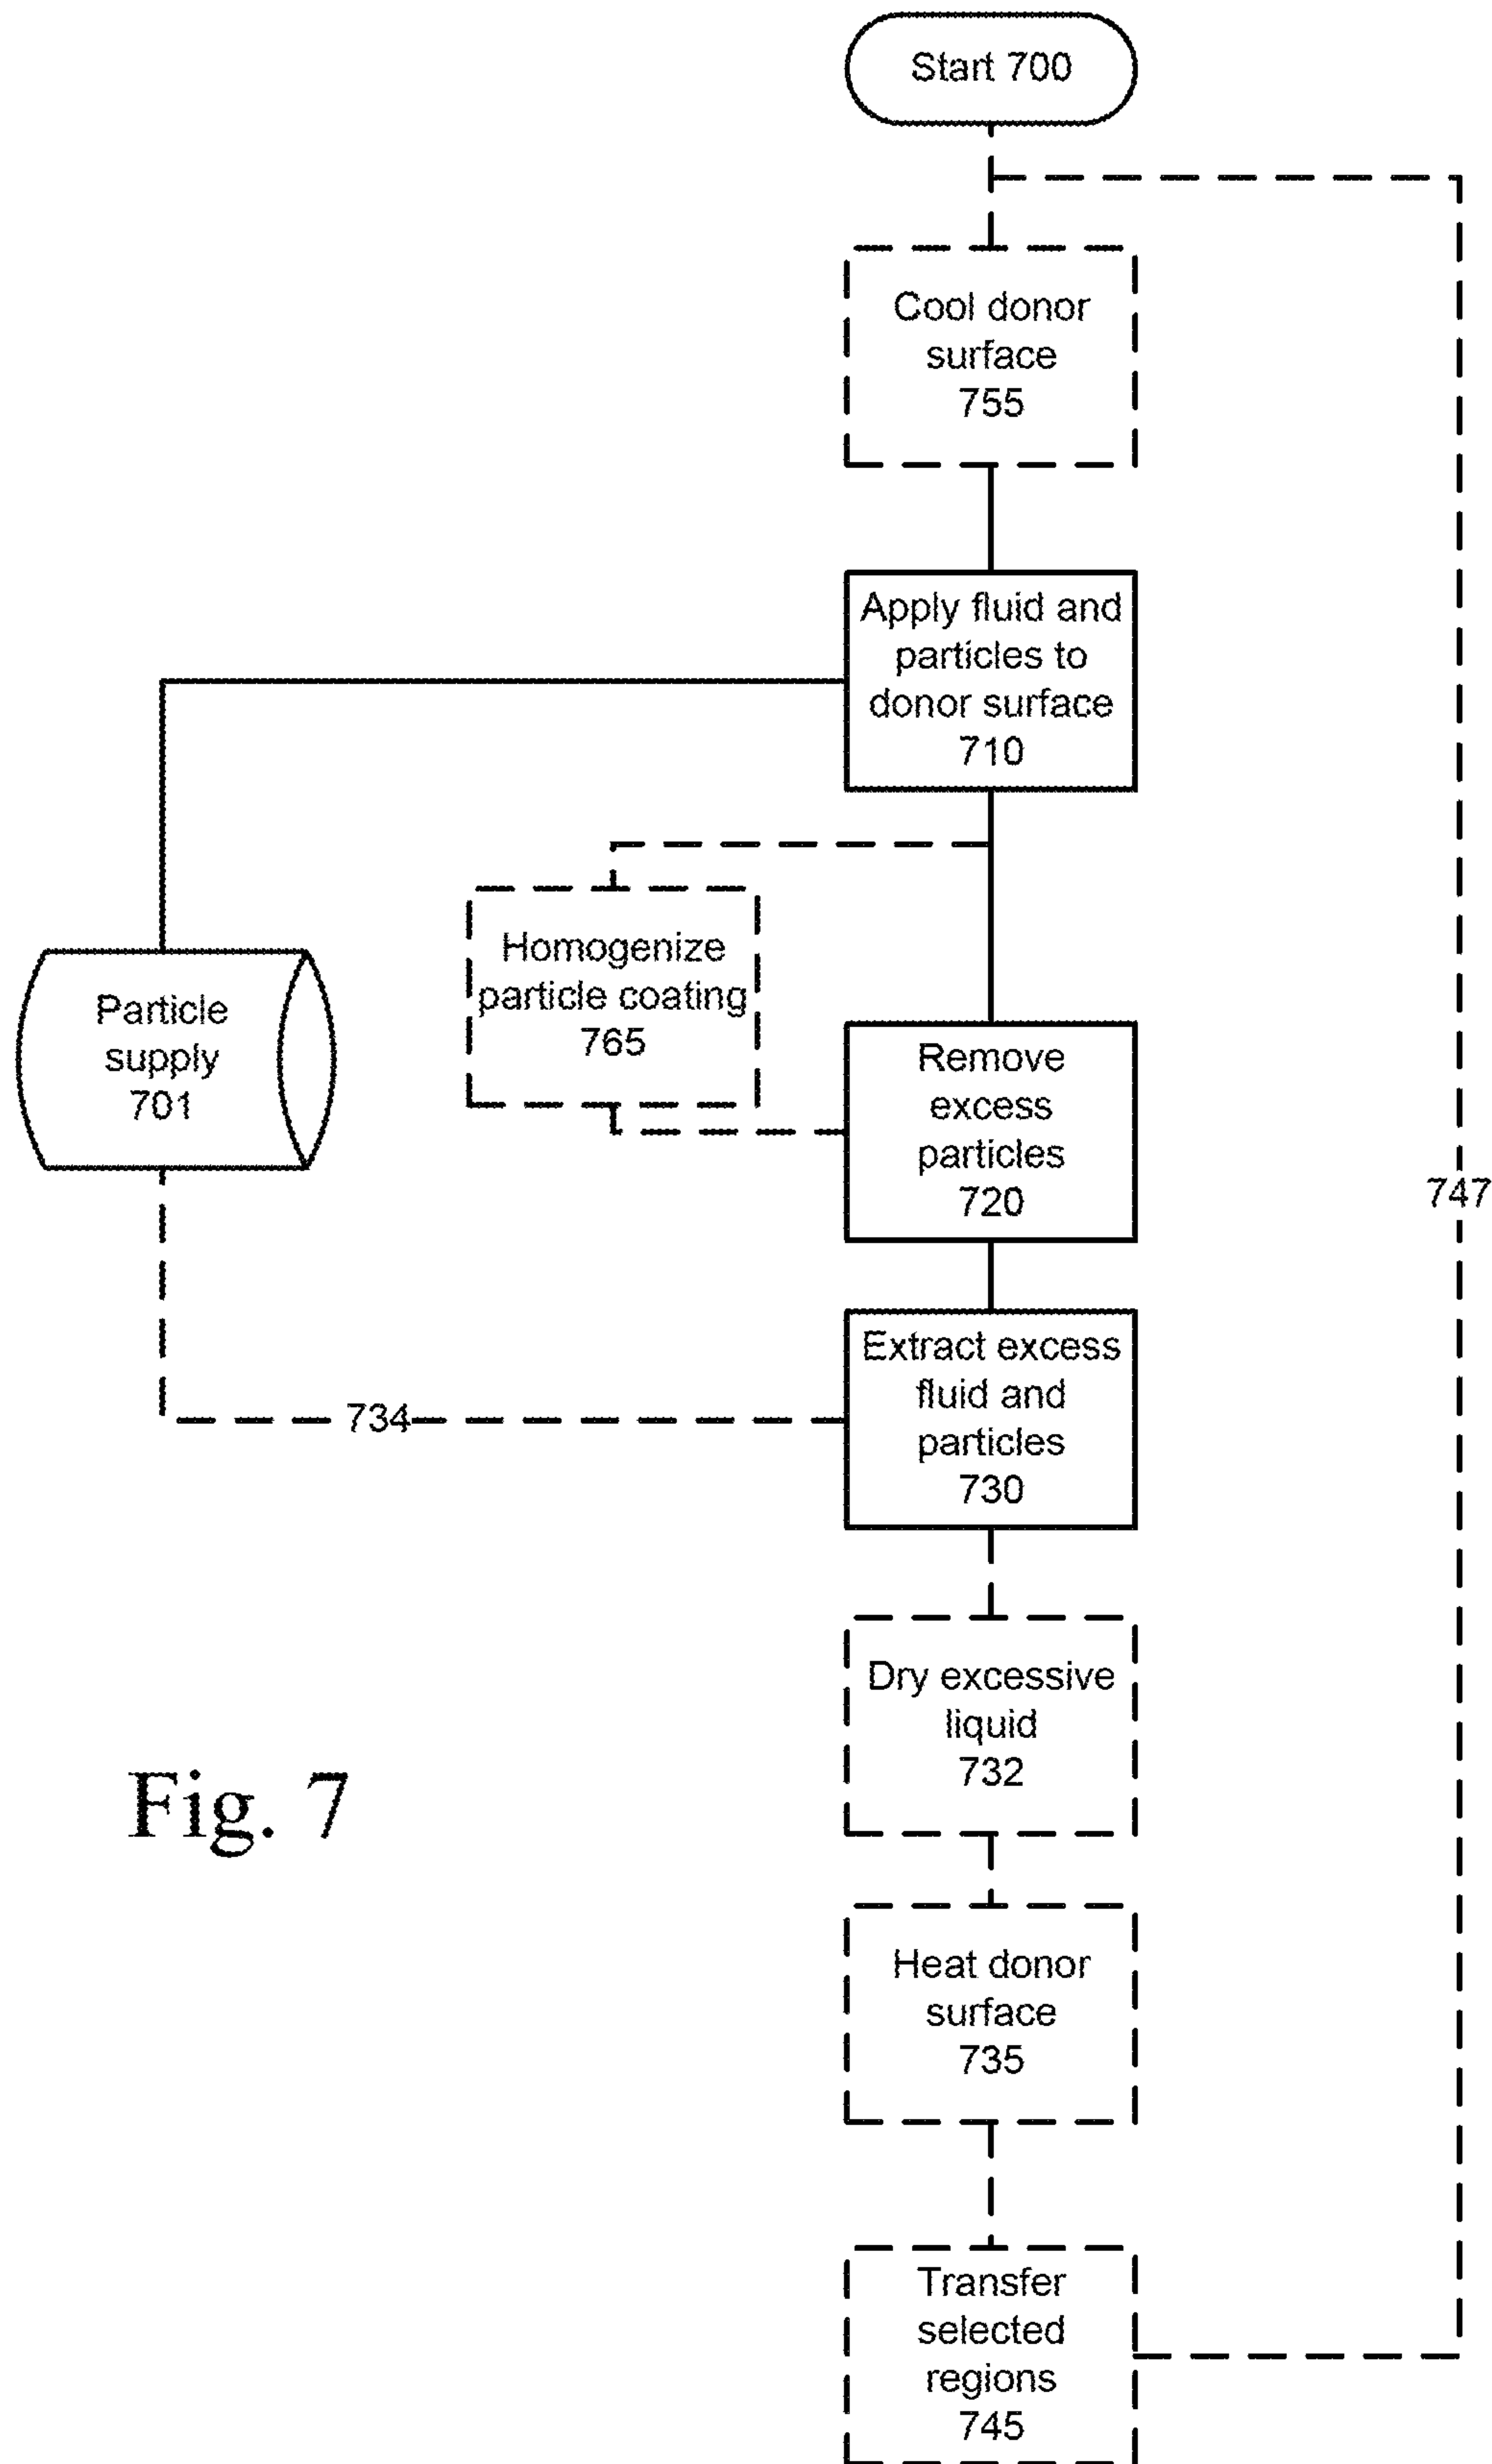 Start 700
Cool donor
surface
755
Apply fluid and
particles to
donor surface
710
Homogenize
particle coating
765
Particle
supply
701
Remove
excess
particles
720
747
Extract excess
fluid and
particles
730
734
Dry excessive
liquid
732
Fig. 7
Heat donor
surface
735
Transfer
selected
regions
745